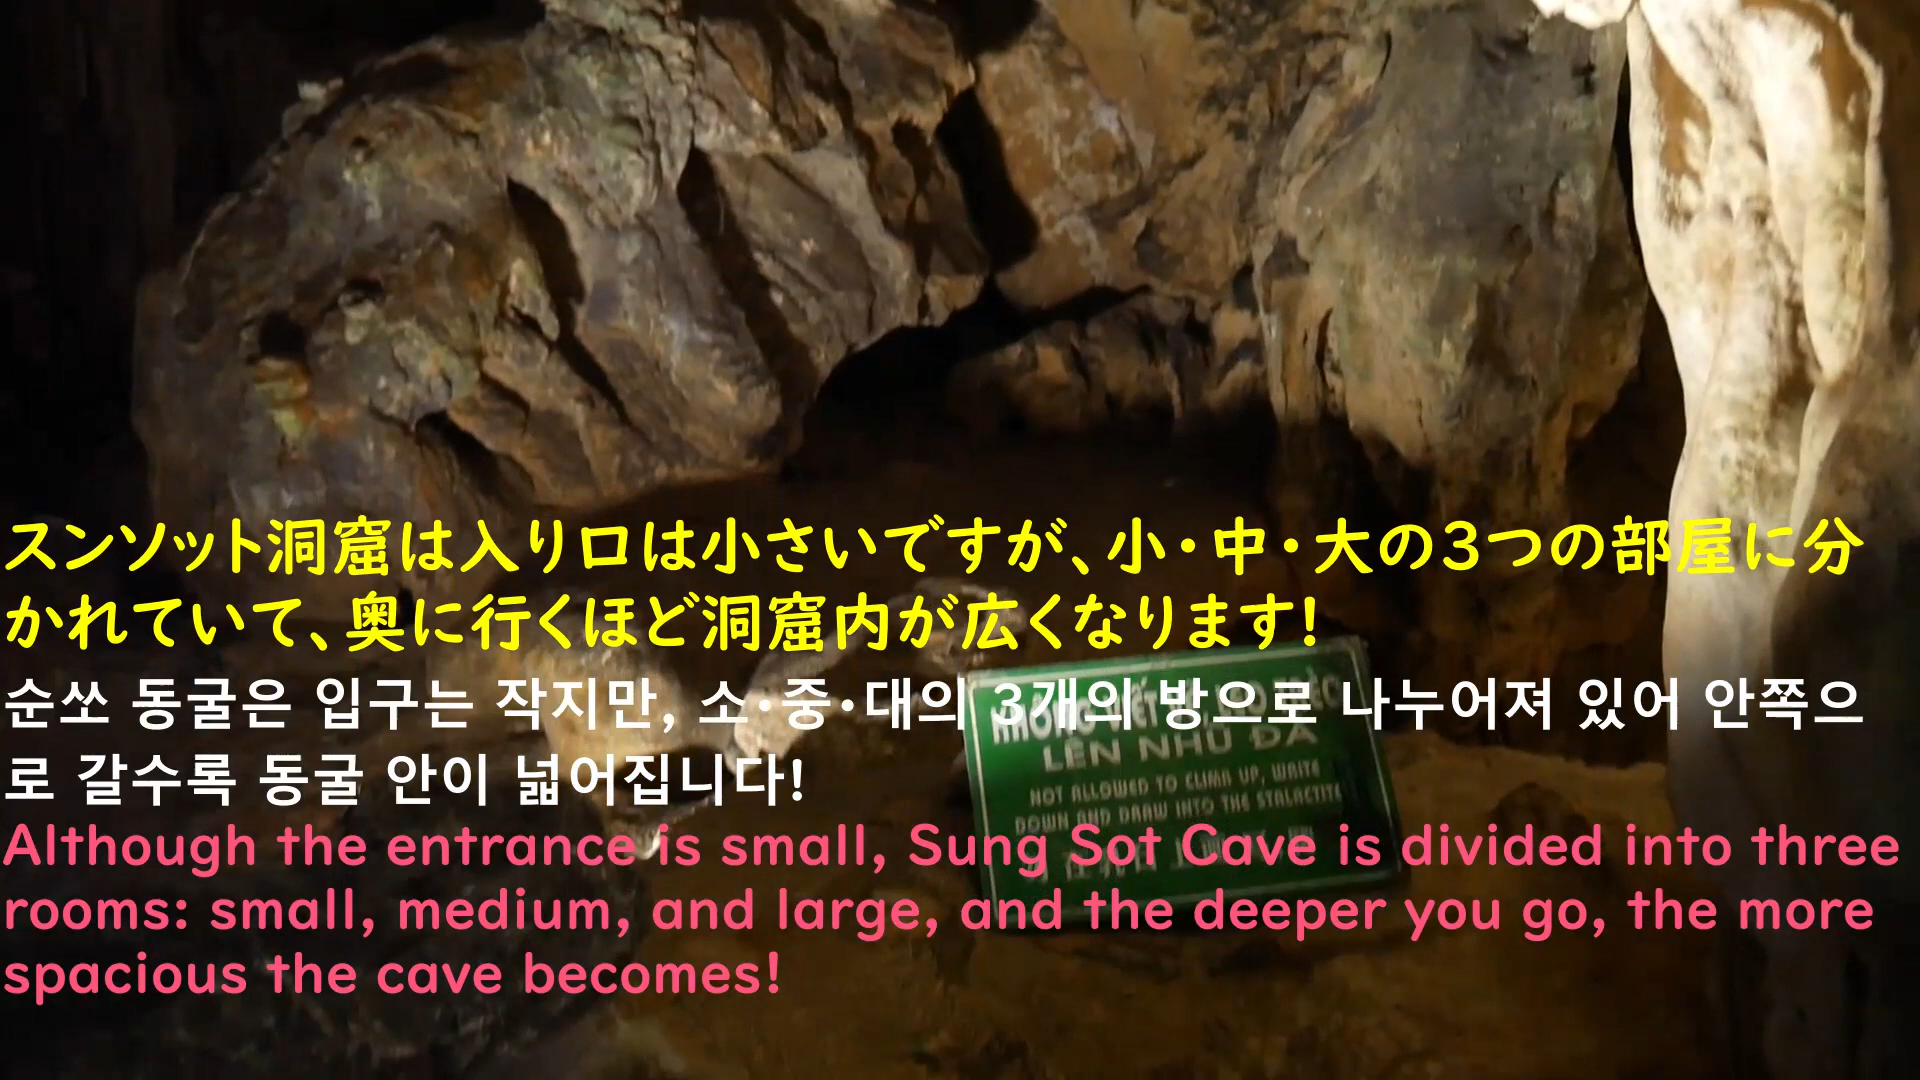 スンソット洞窟は入り口は小さいですが、小・中・大の3つの部屋に分
かれていて、奥に行くほど洞窟内が広くなります!
순쏘 동굴은 입구는 작지만, 소·중·대의 3개의 방으로 나누어져 있어 안쪽으
로 갈수록 동굴 안이 넓어집니다!
LÊN NHŨ ĐÁ
NOT ALLOWED TO CLIMB UP, WRITE
DOWN AND DRAW INTO THE STALACTITE
Although the entrance is small, Sung Sot Cave is divided into three
rooms: small, medium, and large, and the deeper you go, the more
spacious the cave becomes!